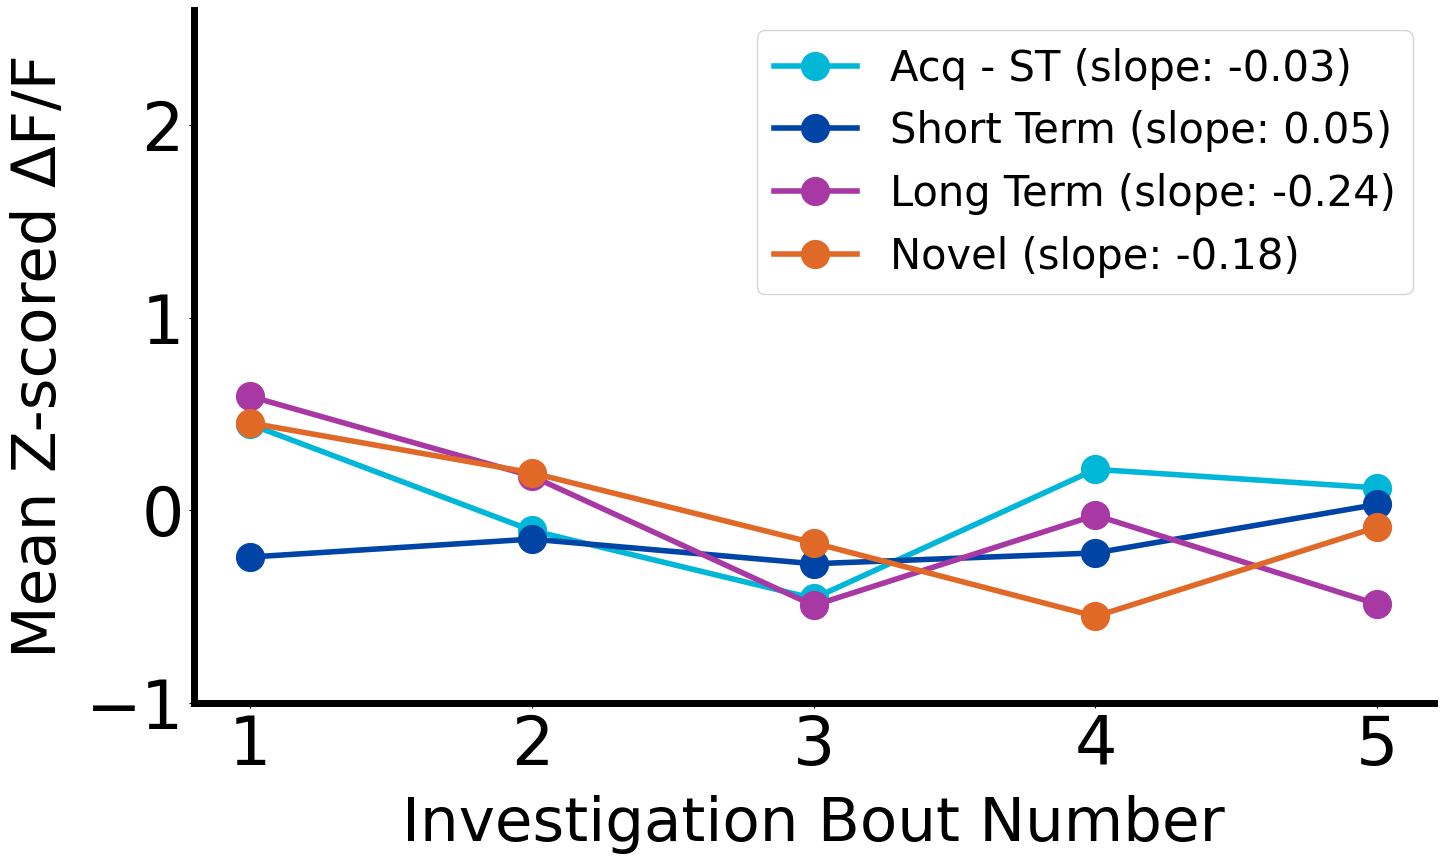 Mean Z-scored ΔF/F
2
1
0
−1
Acq - ST (slope: -0.03)
Short Term (slope: 0.05)
Long Term (slope: -0.24)
Novel (slope: -0.18)
1 2 3 4 5
Investigation Bout Number